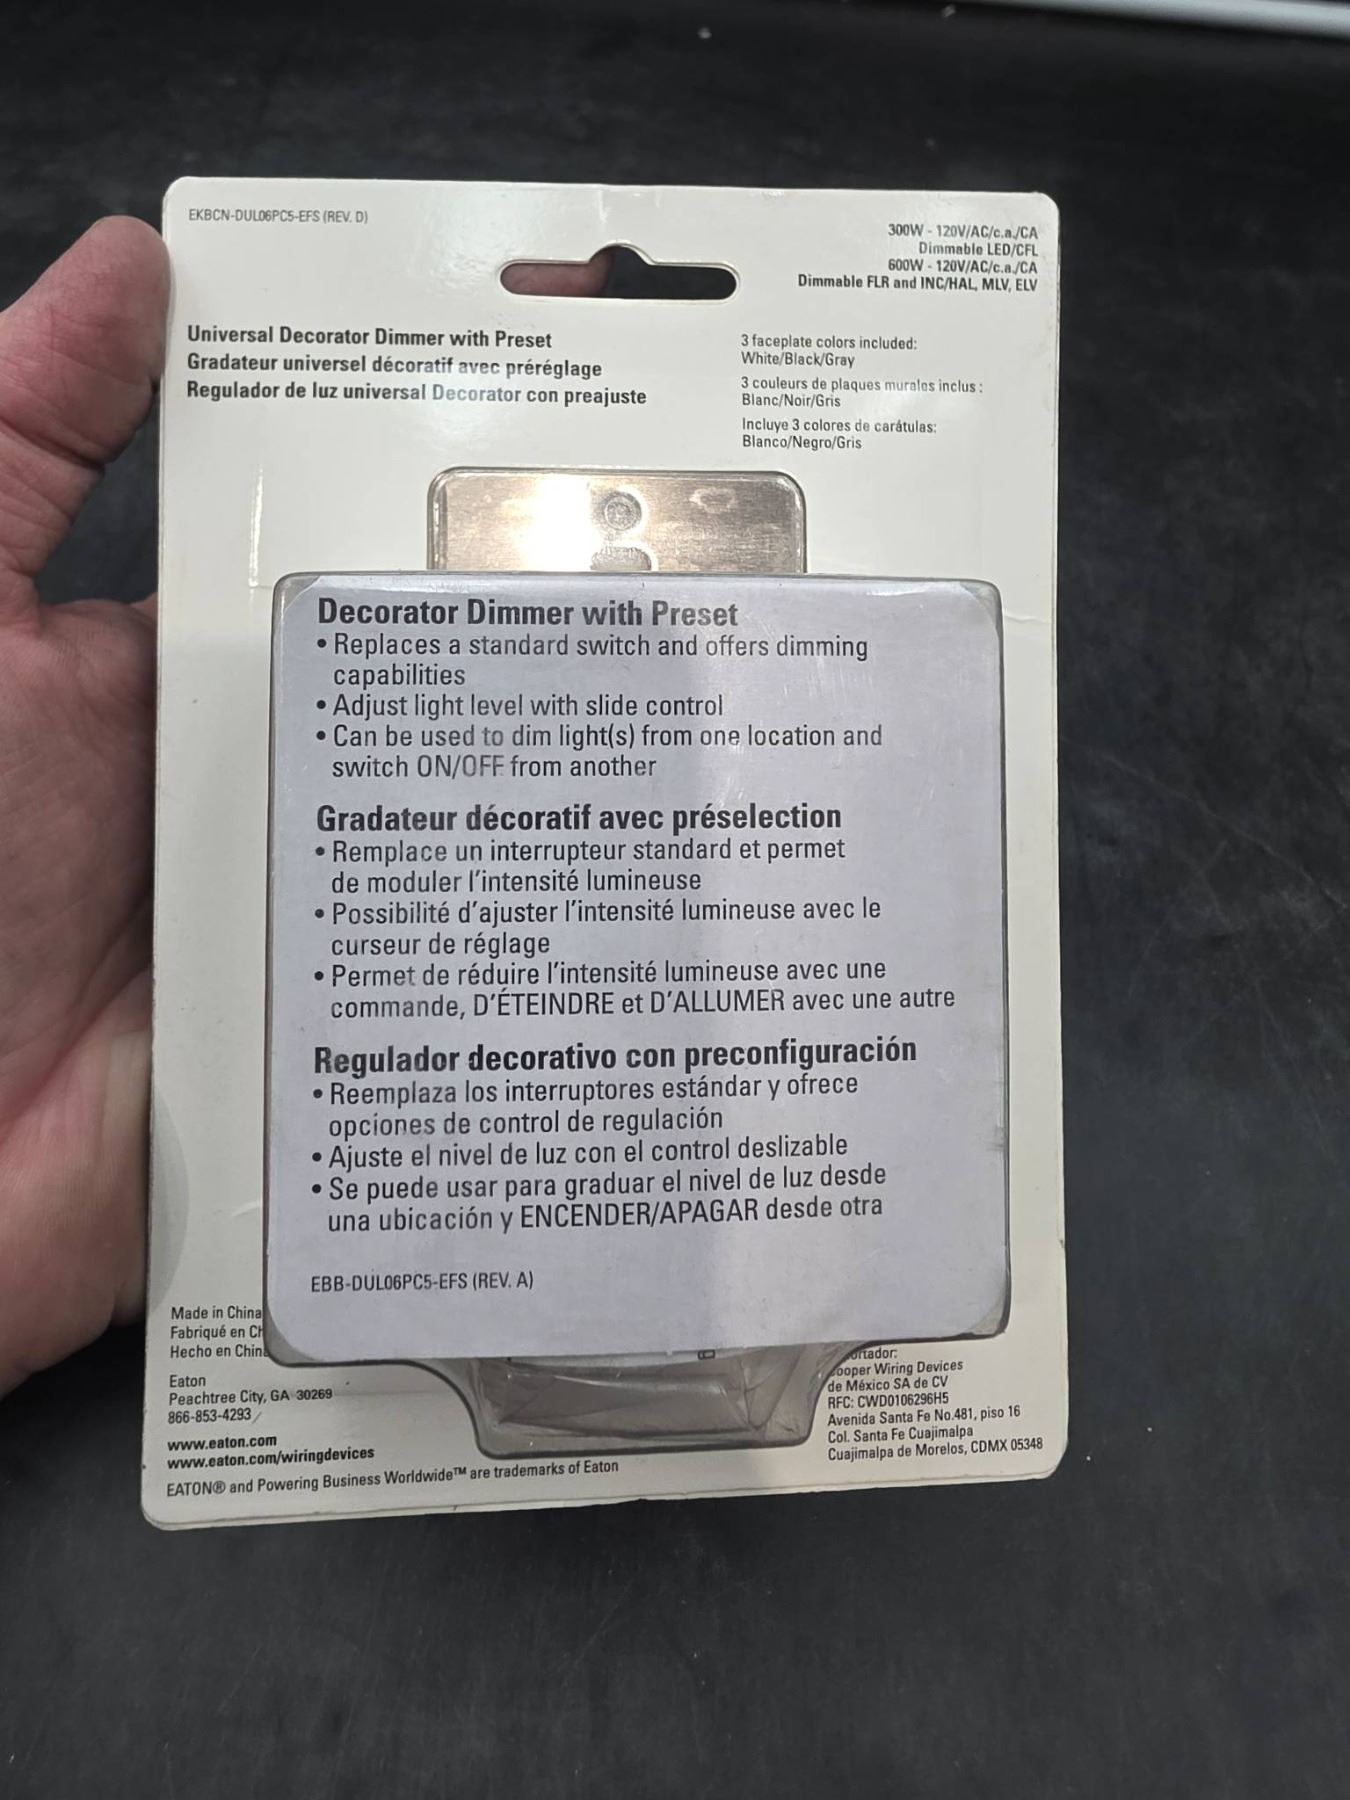 EKBCN-DUL06PC5-EFS (REV. D)
300W - 120V/AC/c.a./CA
Dimmable LED/CFL
600W - 120V/AC/c.a./CA
Dimmable FLR and INC/HAL, MLV, ELV
Universal Decorator Dimmer with Preset
Gradateur universel décoratif avec préréglage
Regulador de luz universal Decorator con preajuste
3 faceplate colors included:
White/Black/Gray
3 couleurs de plaques murales inclus :
Blanc/Noir/Gris
Incluye 3 colores de carátulas:
Blanco/Negro/Gris
Decorator Dimmer with Preset
• Replaces a standard switch and offers dimming
capabilities
• Adjust light level with slide control
• Can be used to dim light(s) from one location and
switch ON/OFF from another
Gradateur décoratif avec préselection
• Remplace un interrupteur standard et permet
de moduler l'intensité lumineuse
• Possibilité d'ajuster l'intensité lumineuse avec le
curseur de réglage
• Permet de réduire l'intensité lumineuse avec une
commande, D'ÉTEINDRE et D'ALLUMER avec une autre
Regulador decorativo con preconfiguración
• Reemplaza los interruptores estándar y ofrece
opciones de control de regulación
• Ajuste el nivel de luz con el control deslizable
• Se puede usar para graduar el nivel de luz desde
una ubicación y ENCENDER/APAGAR desde otra
EBB-DUL06PC5-EFS (REV. A)
Made in China
Fabriqué en Ch
Hecho en China
Eaton
Peachtree City, GA 30269
866-853-4293
www.eaton.com
www.eaton.com/wiringdevices
EATON® and Powering Business Worldwide™ are trademarks of Eaton
ortador:
ooper Wiring Devices
de México SA de CV
RFC: CWD0106296H5
Avenida Santa Fe No.481, piso 16
Col. Santa Fe Cuajimalpa
Cuajimalpa de Morelos, CDMX 05348